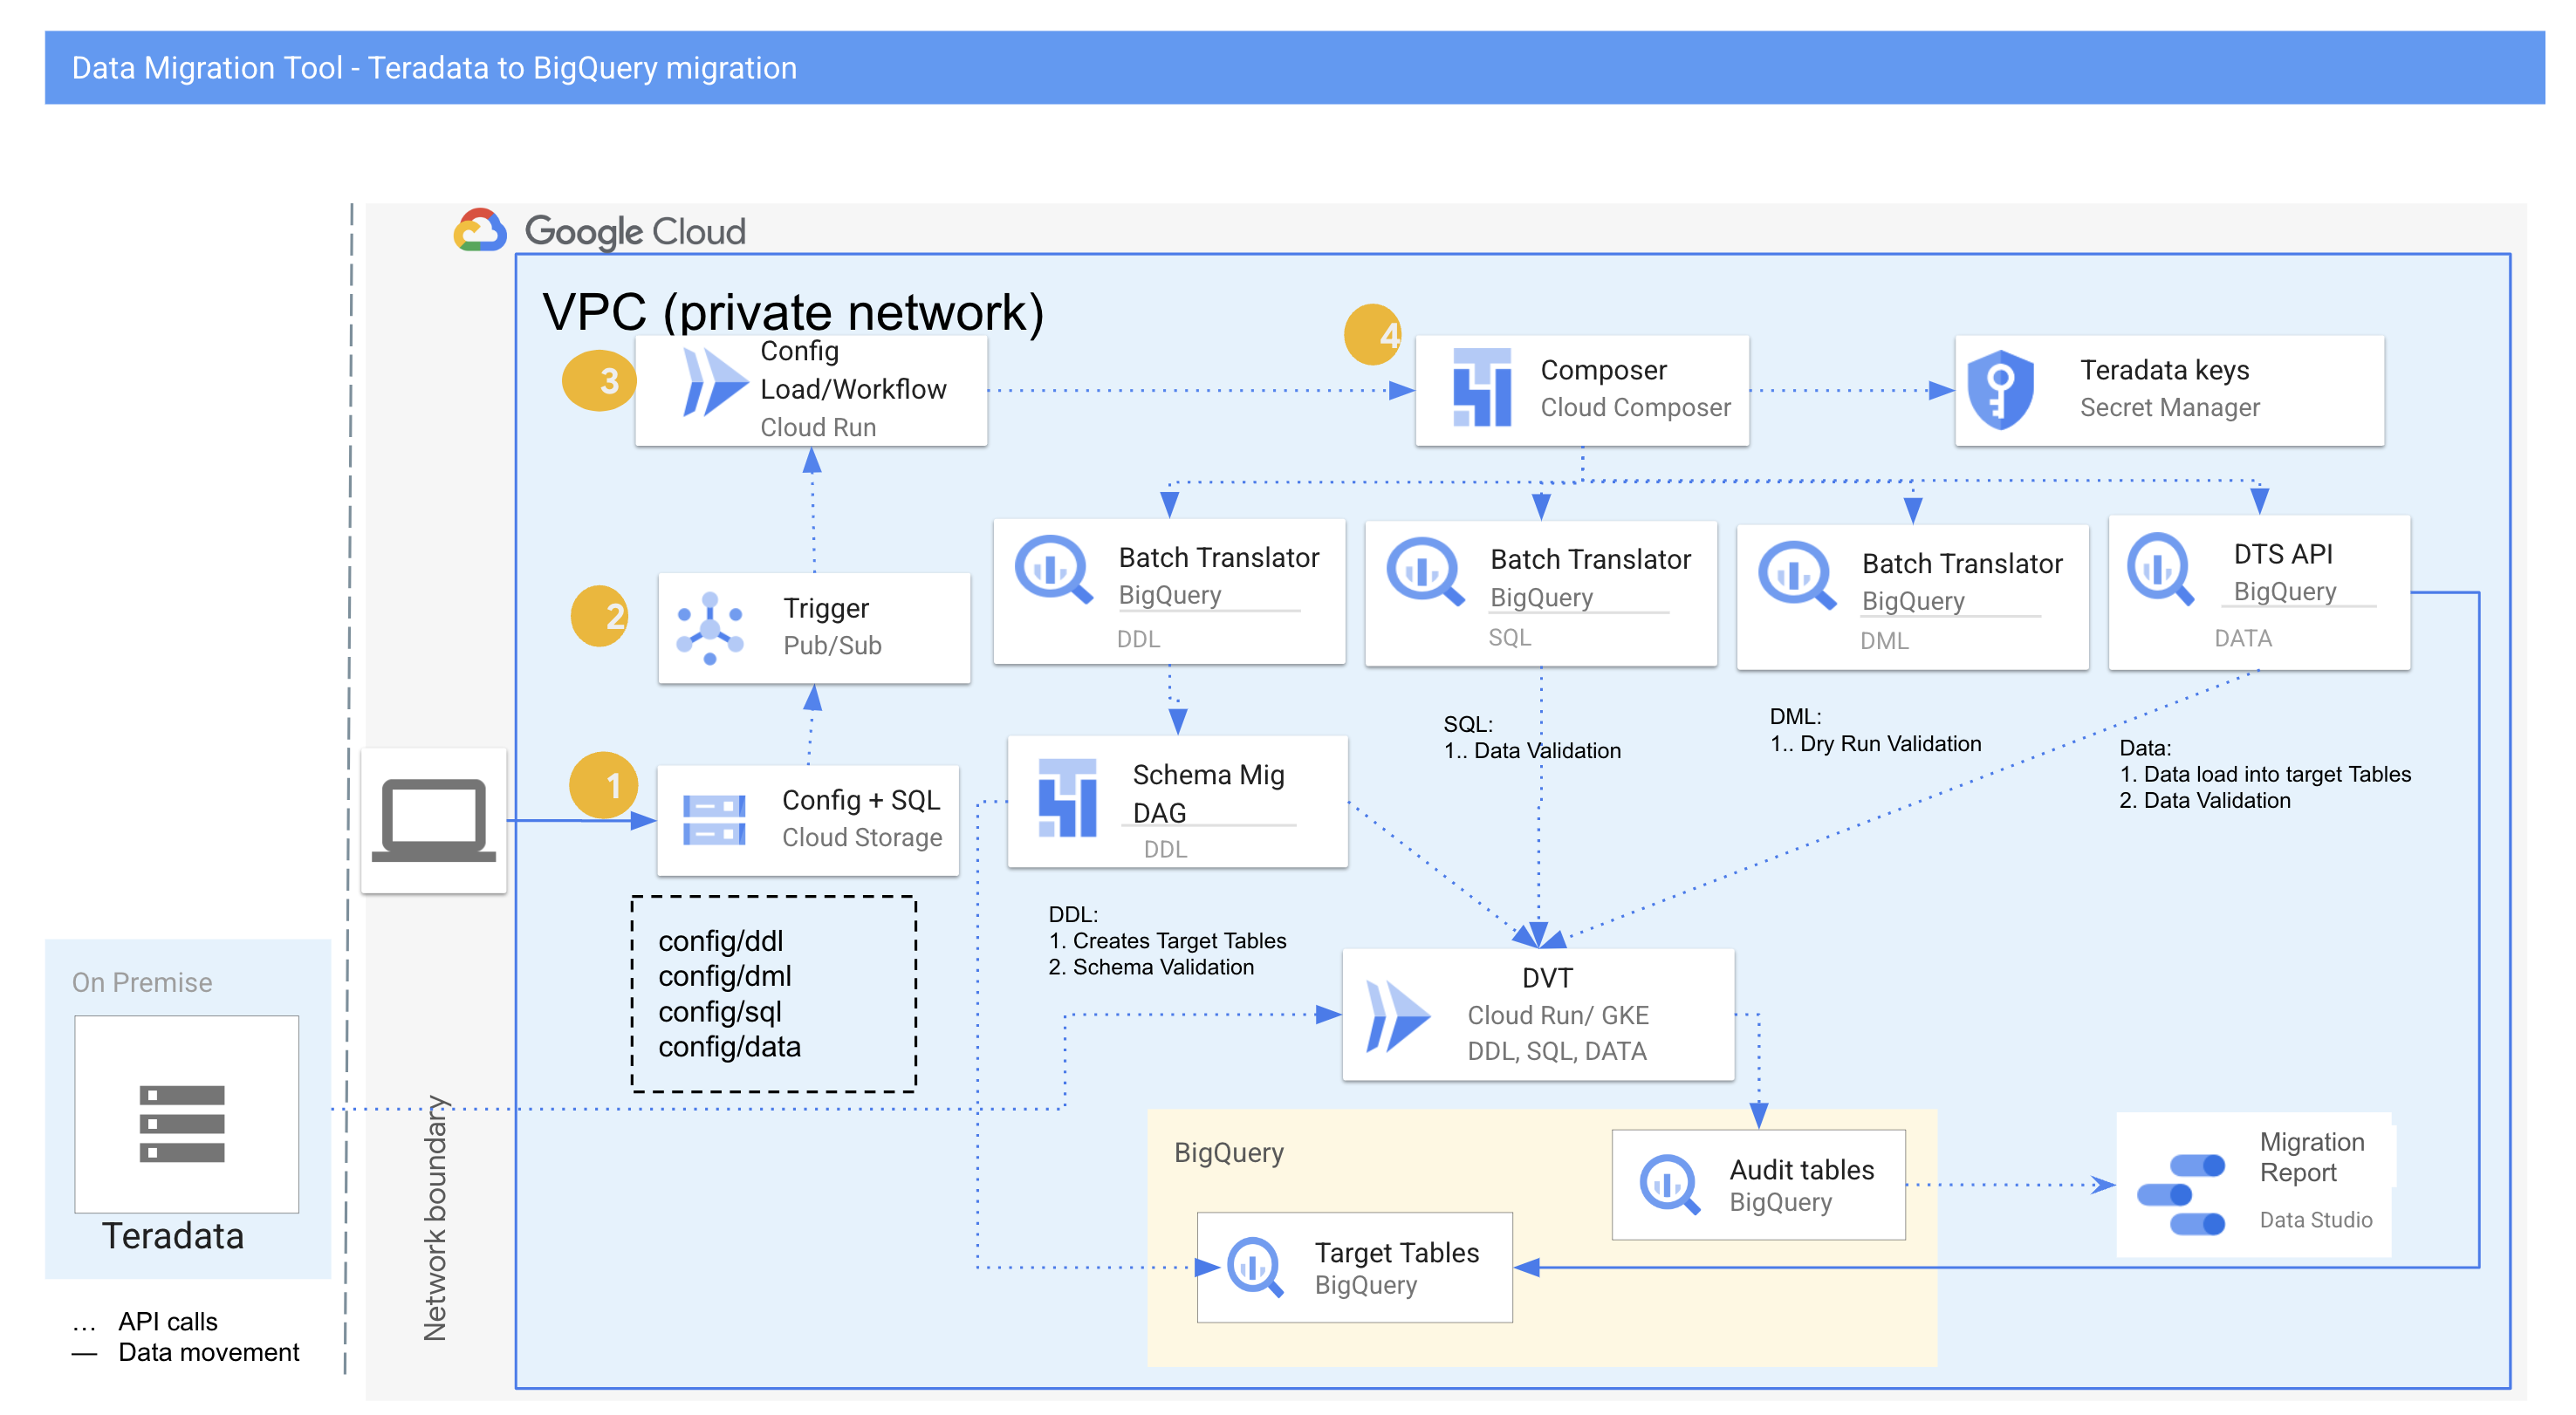 Data Migration Tool - Teradata to BigQuery migration
Google Cloud
VPC (private network)
3
Config
Load/Workflow
Cloud Run
4
Composer
Cloud Composer
Teradata keys
Secret Manager
2
Trigger
Pub/Sub
Batch Translator
BigQuery
DDL
Batch Translator
BigQuery
SQL
Batch Translator
BigQuery
DML
DTS API
BigQuery
DATA
1
Config + SQL
Cloud Storage
Schema Mig
DAG
DDL
SQL:
1.. Data Validation
DML:
1.. Dry Run Validation
Data:
1. Data load into target Tables
2. Data Validation
config/ddl
config/dml
config/sql
config/data
DDL:
1. Creates Target Tables
2. Schema Validation
DVT
Cloud Run/ GKE
DDL, SQL, DATA
On Premise
Teradata
Network boundary
BigQuery
Audit tables
BigQuery
Target Tables
BigQuery
Migration
Report
Data Studio
... API calls
— Data movement